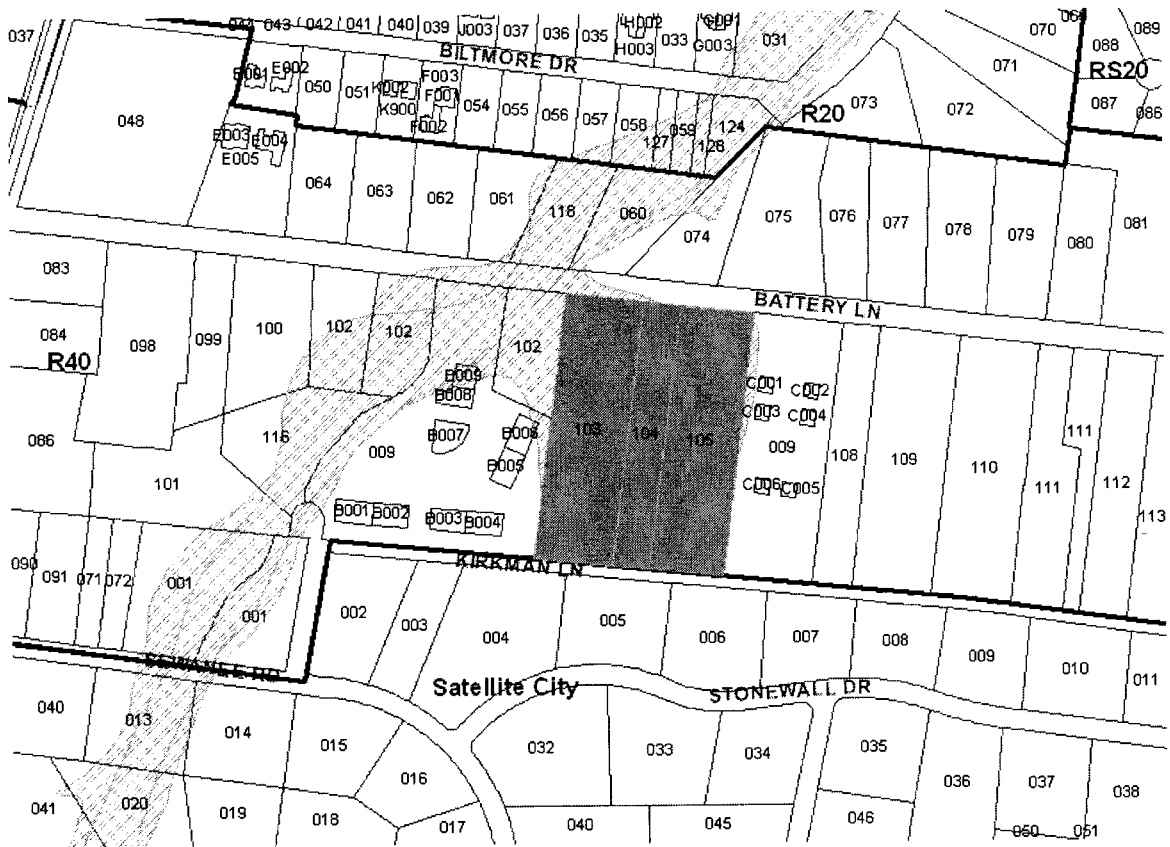 044 043 042 041 040 039 J003 037 036 035 H002 033 G001 031 070 089
037 H003 G003 088
BILTMORE DR
E001 E002 050 051 K002 F003 F001 054 055 056 057 058 059 124 R20 073 072 071 RS20 087 086
048 K900 F002 127 128
E003 E004
E005
064 063 062 061 118 060 074 075 076 077 078 079 080 081
083 BATTERY LN
084 098 099 100 102 102 102
R40
B009 C001 C002
B008 C003 C004
086 116 009 B007 B006 103 104 105 009 108 109 110 111 111 112 113
B005 C006 C005
101
B001 B002 B003 B004
KIRKMAN LN
090 091 071 072 001 001 002 003 004 005 006 007 008 009 010 011
SEWANEE RD
Satellite City STONEWALL DR
040 013 014 015 016 032 033 034 035 036 037 038
041 020 019 018 017 040 045 046 050 051